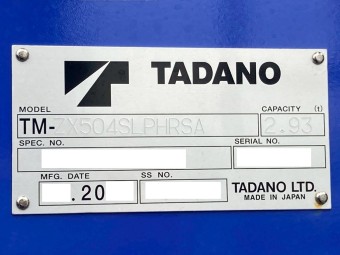 TADANO
MODEL CAPACITY (t)
TM-ZX504SLPHRSA 2.93
SPEC. NO. SERIAL NO.
MFG. DATE SS NO.
.20 TADANO LTD.
MADE IN JAPAN